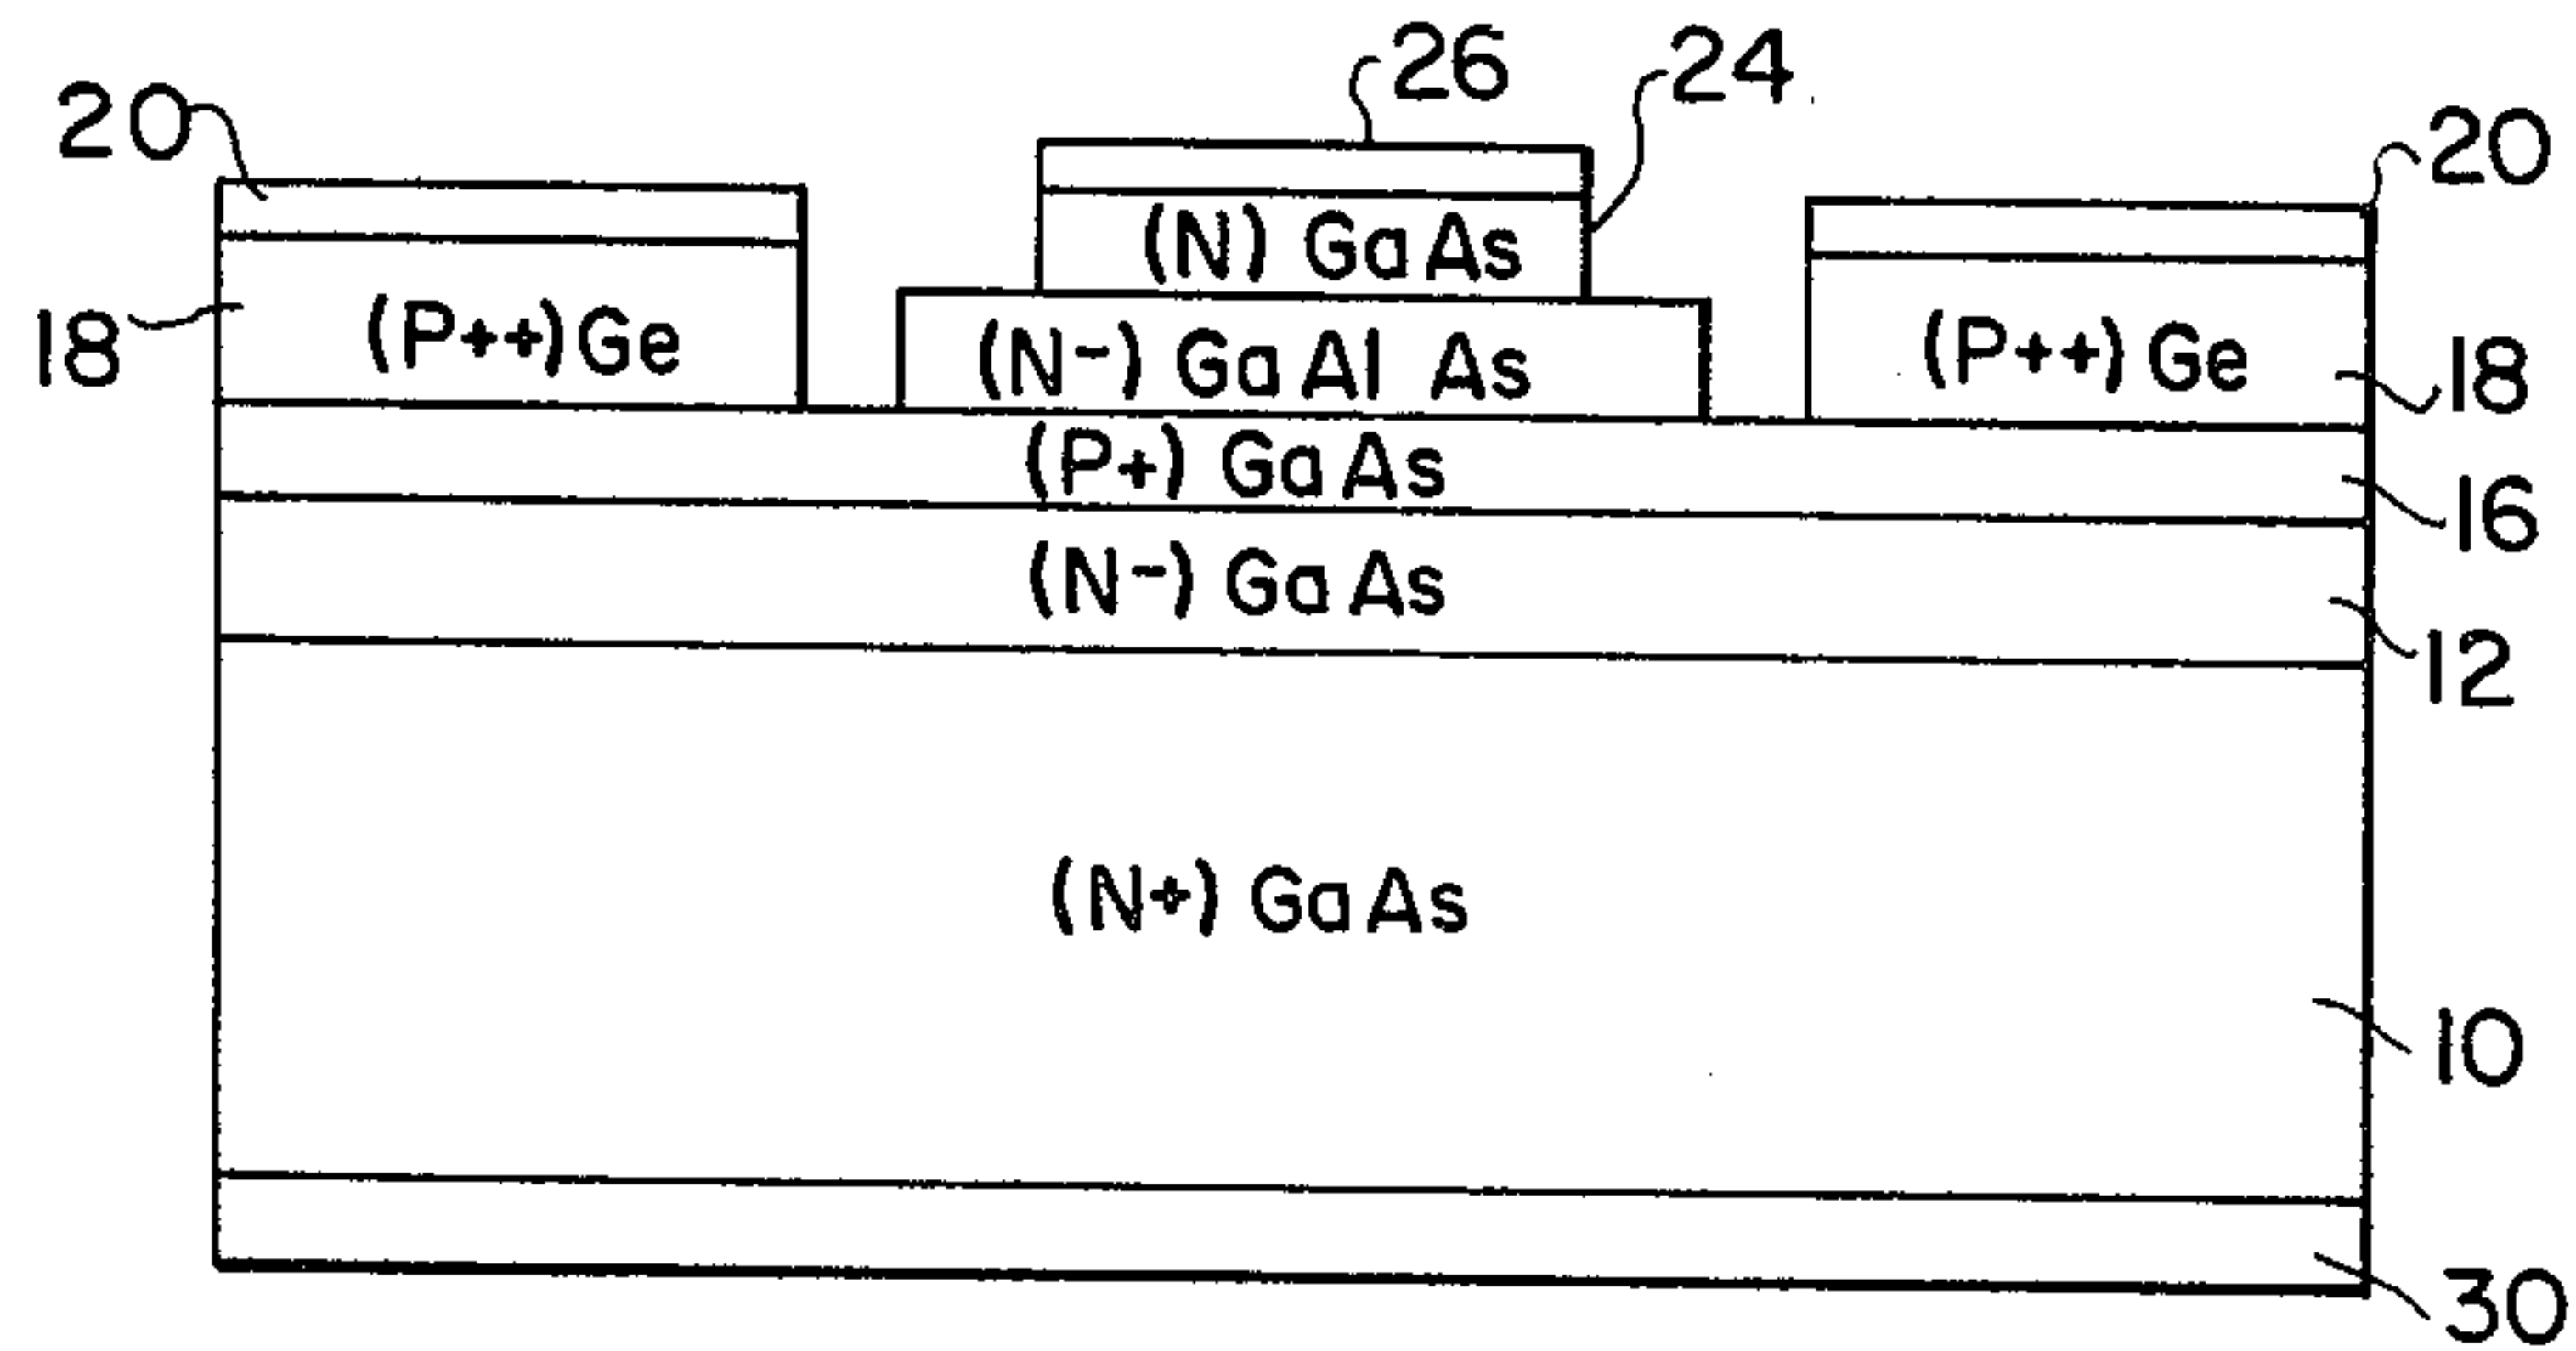 26
24
20
20
(N) GaAs
18
(P++) Ge
(N-) GaAl As
(P++) Ge
18
(P+) GaAs
16
(N-) GaAs
12
(N+) GaAs
10
30